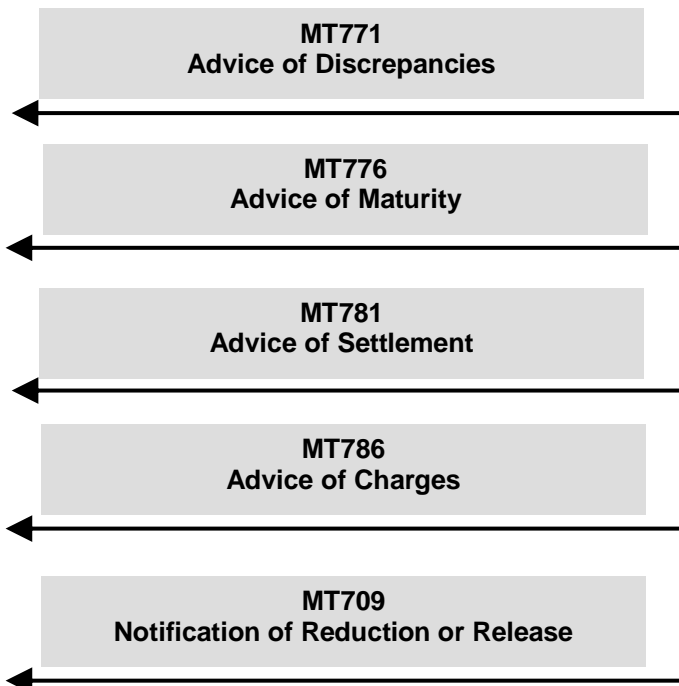 MT771
Advice of Discrepancies
MT776
Advice of Maturity
MT781
Advice of Settlement
MT786
Advice of Charges
MT709
Notification of Reduction or Release